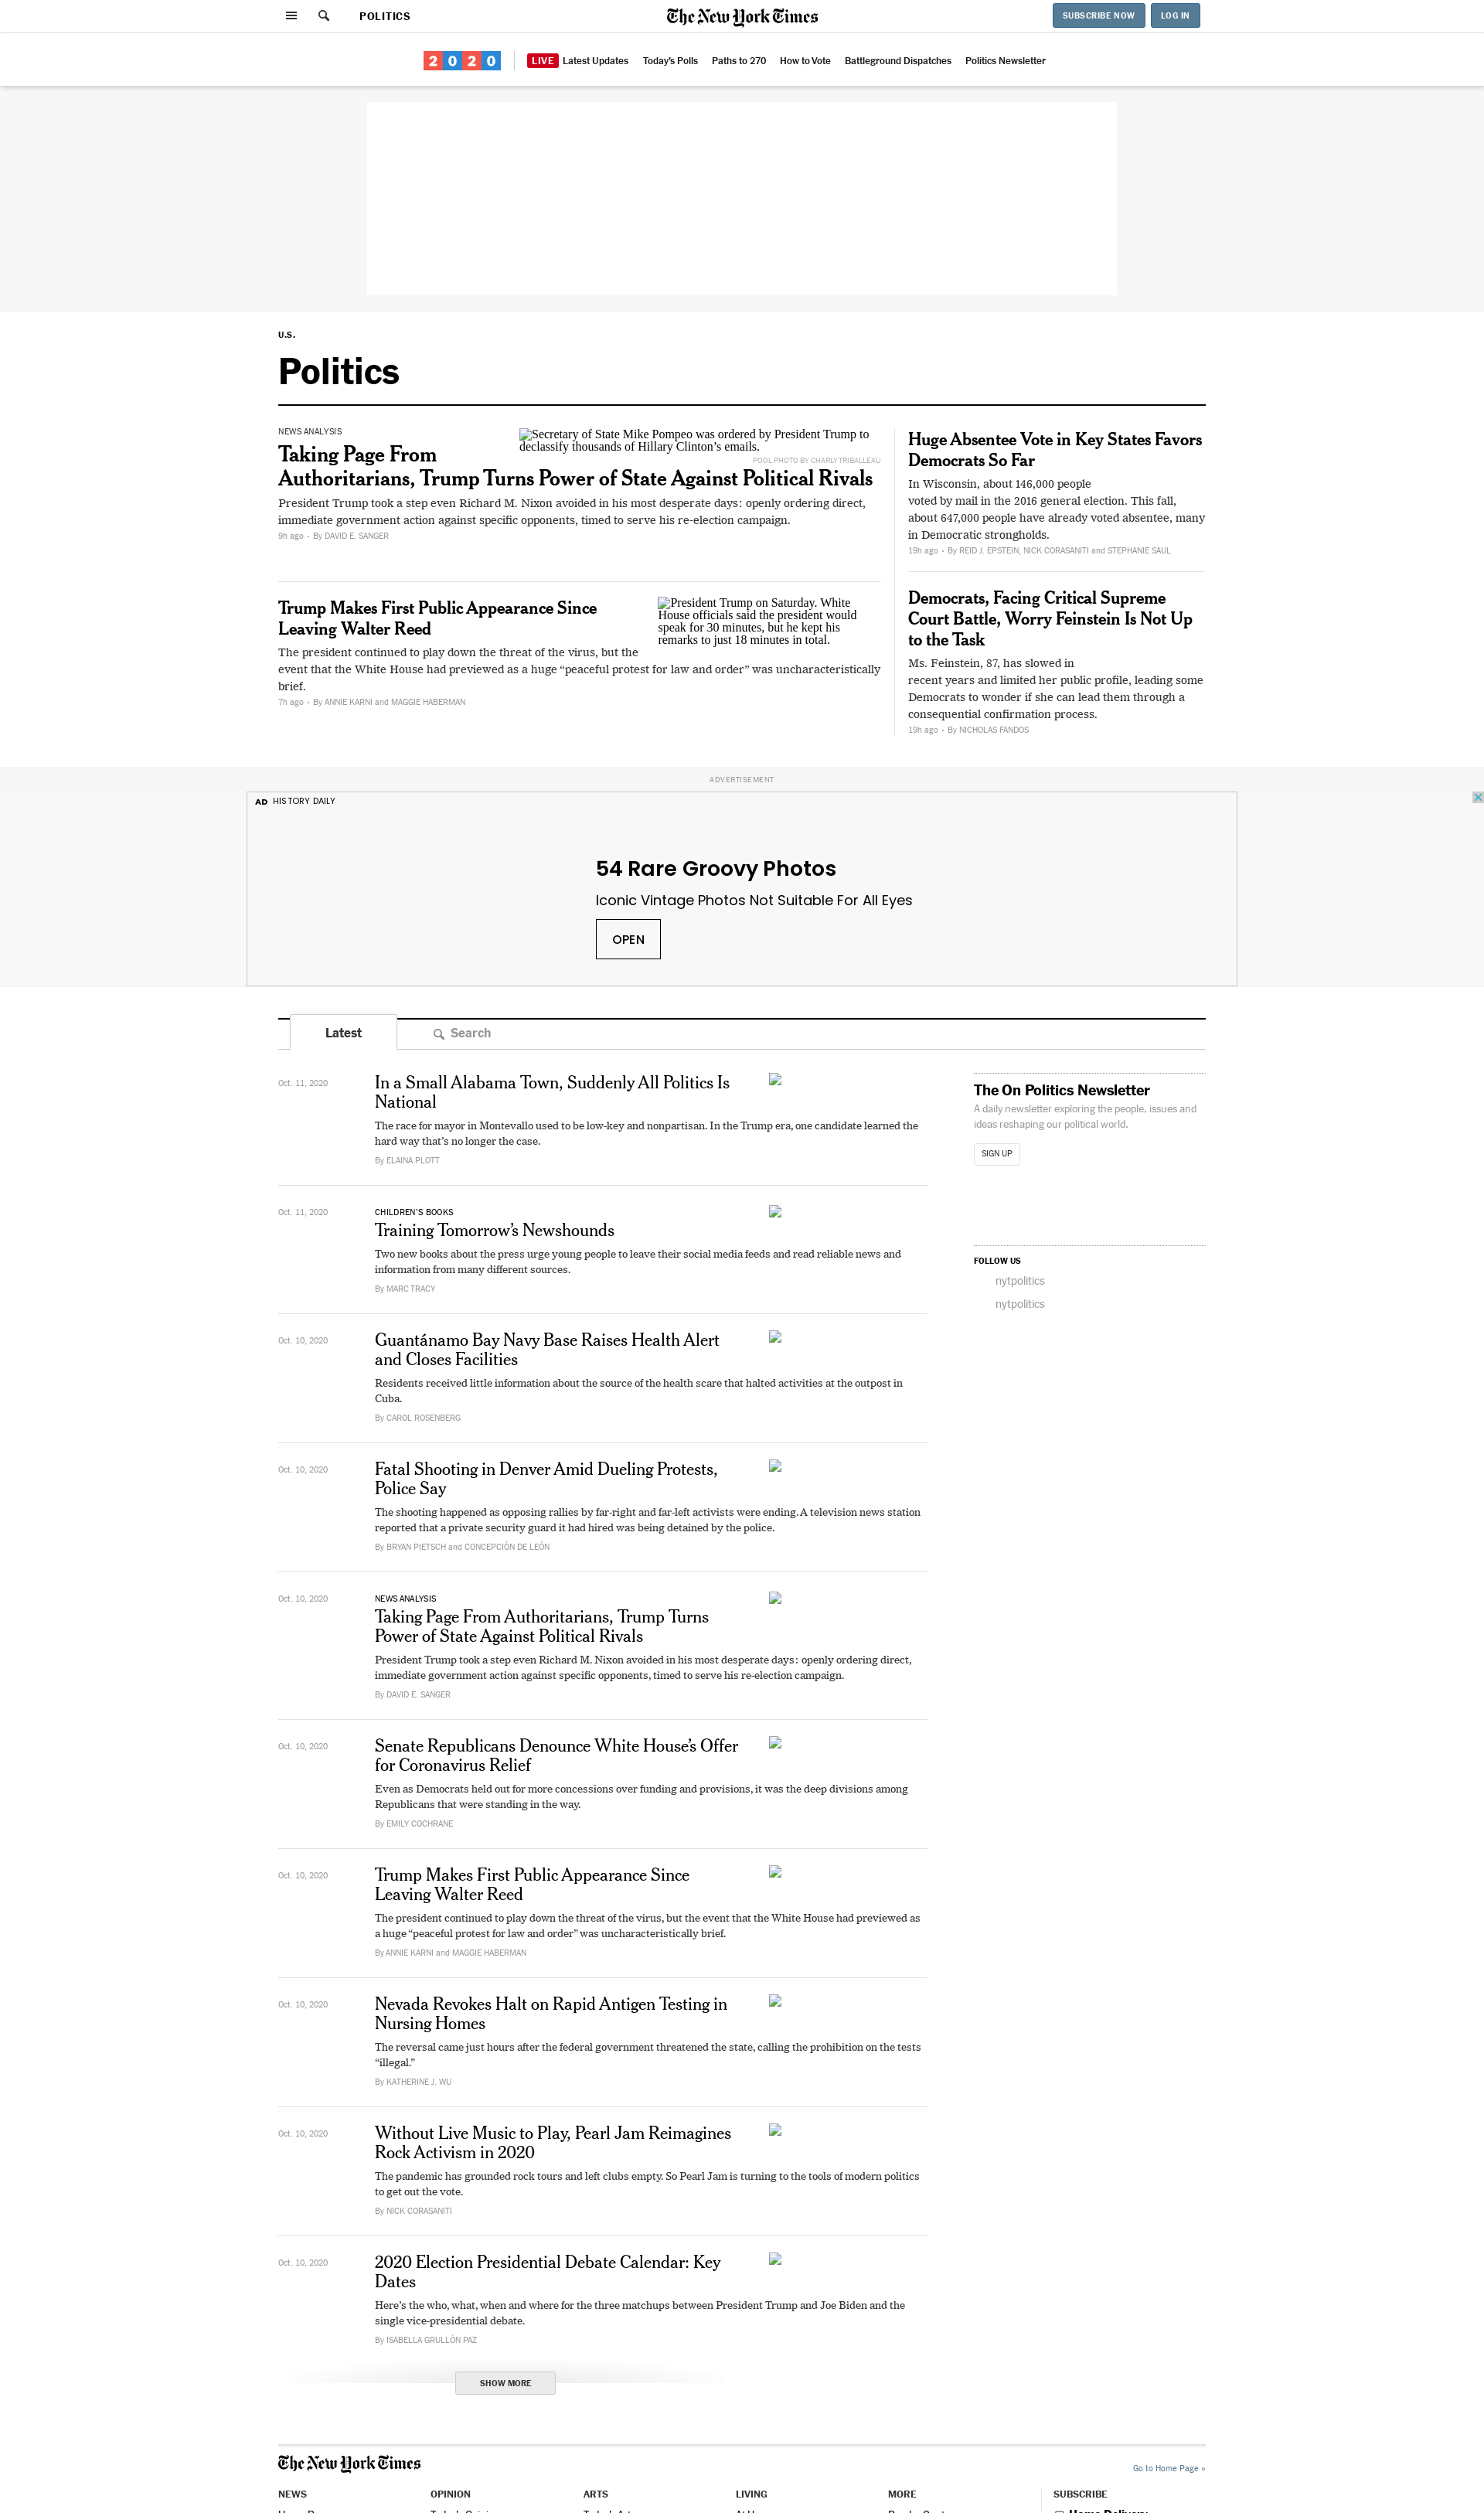 POLITICS
The New York Times
SUBSCRIBE NOW
LOG IN
2020
LIVE Latest Updates
Today's Polls
Paths to 270
How to Vote
Battleground Dispatches
Politics Newsletter
U.S.
Politics
NEWS ANALYSIS
Taking Page From
Authoritarians, Trump Turns Power of State Against Political Rivals
Secretary of State Mike Pompeo was ordered by President Trump to
declassify thousands of Hillary Clinton's emails.
POOL PHOTO BY CHARLY TRIBALLEAU
President Trump took a step even Richard M. Nixon avoided in his most desperate days: openly ordering direct,
immediate government action against specific opponents, timed to serve his re-election campaign.
9h ago • By DAVID E. SANGER
Trump Makes First Public Appearance Since
Leaving Walter Reed
President Trump on Saturday. White
House officials said the president would
speak for 30 minutes, but he kept his
remarks to just 18 minutes in total.
The president continued to play down the threat of the virus, but the
event that the White House had previewed as a huge “peaceful protest for law and order” was uncharacteristically
brief.
7h ago • By ANNIE KARNI and MAGGIE HABERMAN
Huge Absentee Vote in Key States Favors
Democrats So Far
In Wisconsin, about 146,000 people
voted by mail in the 2016 general election. This fall,
about 647,000 people have already voted absentee, many
in Democratic strongholds.
19h ago • By REID J. EPSTEIN, NICK CORASANITI and STEPHANIE SAUL
Democrats, Facing Critical Supreme
Court Battle, Worry Feinstein Is Not Up
to the Task
Ms. Feinstein, 87, has slowed in
recent years and limited her public profile, leading some
Democrats to wonder if she can lead them through a
consequential confirmation process.
19h ago • By NICHOLAS FANDOS
ADVERTISEMENT
AD HISTORY DAILY
54 Rare Groovy Photos
Iconic Vintage Photos Not Suitable For All Eyes
OPEN
Latest
Search
Oct. 11, 2020
In a Small Alabama Town, Suddenly All Politics Is
National
The race for mayor in Montevallo used to be low-key and nonpartisan. In the Trump era, one candidate learned the
hard way that’s no longer the case.
By ELAINA PLOTT
Oct. 11, 2020
CHILDREN’S BOOKS
Training Tomorrow’s Newshounds
Two new books about the press urge young people to leave their social media feeds and read reliable news and
information from many different sources.
By MARC TRACY
Oct. 10, 2020
Guantánamo Bay Navy Base Raises Health Alert
and Closes Facilities
Residents received little information about the source of the health scare that halted activities at the outpost in
Cuba.
By CAROL ROSENBERG
Oct. 10, 2020
Fatal Shooting in Denver Amid Dueling Protests,
Police Say
The shooting happened as opposing rallies by far-right and far-left activists were ending. A television news station
reported that a private security guard it had hired was being detained by the police.
By BRYAN PIETSCH and CONCEPCIÓN DE LEÓN
Oct. 10, 2020
NEWS ANALYSIS
Taking Page From Authoritarians, Trump Turns
Power of State Against Political Rivals
President Trump took a step even Richard M. Nixon avoided in his most desperate days: openly ordering direct,
immediate government action against specific opponents, timed to serve his re-election campaign.
By DAVID E. SANGER
Oct. 10, 2020
Senate Republicans Denounce White House’s Offer
for Coronavirus Relief
Even as Democrats held out for more concessions over funding and provisions, it was the deep divisions among
Republicans that were standing in the way.
By EMILY COCHRANE
Oct. 10, 2020
Trump Makes First Public Appearance Since
Leaving Walter Reed
The president continued to play down the threat of the virus, but the event that the White House had previewed as
a huge “peaceful protest for law and order” was uncharacteristically brief.
By ANNIE KARNI and MAGGIE HABERMAN
Oct. 10, 2020
Nevada Revokes Halt on Rapid Antigen Testing in
Nursing Homes
The reversal came just hours after the federal government threatened the state, calling the prohibition on the tests
“illegal.”
By KATHERINE J. WU
Oct. 10, 2020
Without Live Music to Play, Pearl Jam Reimagines
Rock Activism in 2020
The pandemic has grounded rock tours and left clubs empty. So Pearl Jam is turning to the tools of modern politics
to get out the vote.
By NICK CORASANITI
Oct. 10, 2020
2020 Election Presidential Debate Calendar: Key
Dates
Here’s the who, what, when and where for the three matchups between President Trump and Joe Biden and the
single vice-presidential debate.
By ISABELLA GRULLÓN PAZ
SHOW MORE
The On Politics Newsletter
A daily newsletter exploring the people, issues and
ideas reshaping our political world.
SIGN UP
FOLLOW US
nytpolitics
nytpolitics
The New York Times
Go to Home Page »
NEWS
OPINION
ARTS
LIVING
MORE
SUBSCRIBE